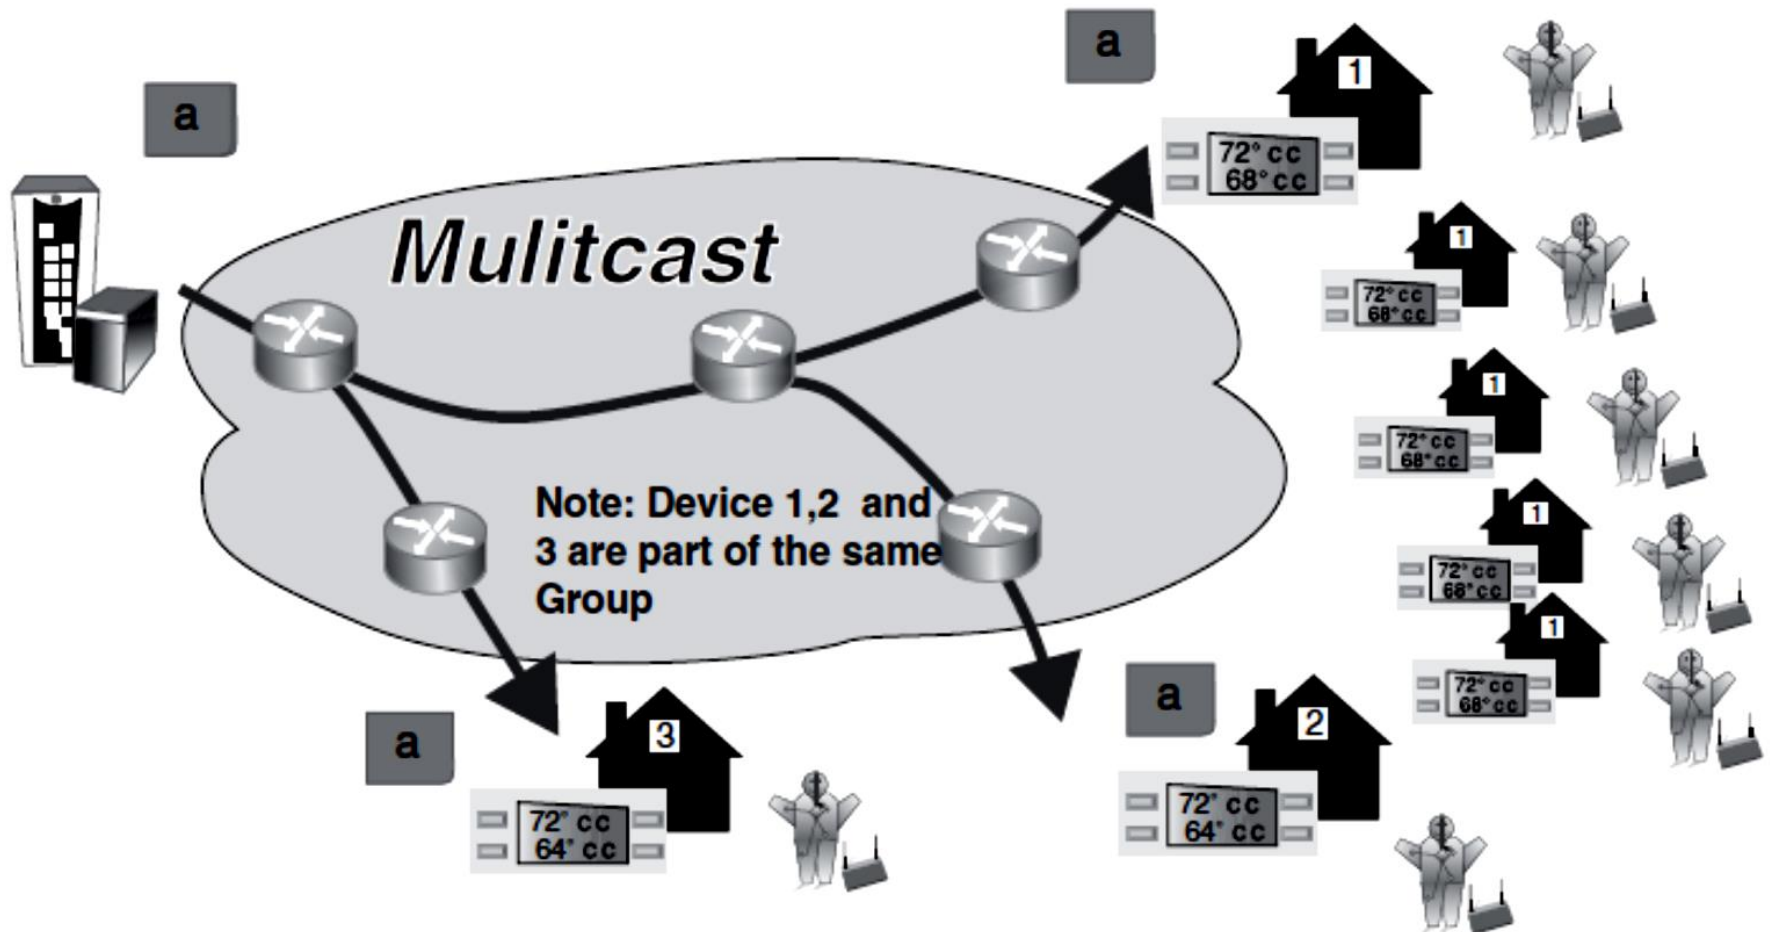 a
a
1
72° cc
68° cc
Mulitcast
1
72° cc
68° cc
1
72° cc
68° cc
Note: Device 1,2 and
3 are part of the same
Group
1
72° cc
68° cc
1
72° cc
68° cc
a
3
72° cc
64° cc
a
2
72° cc
64° cc